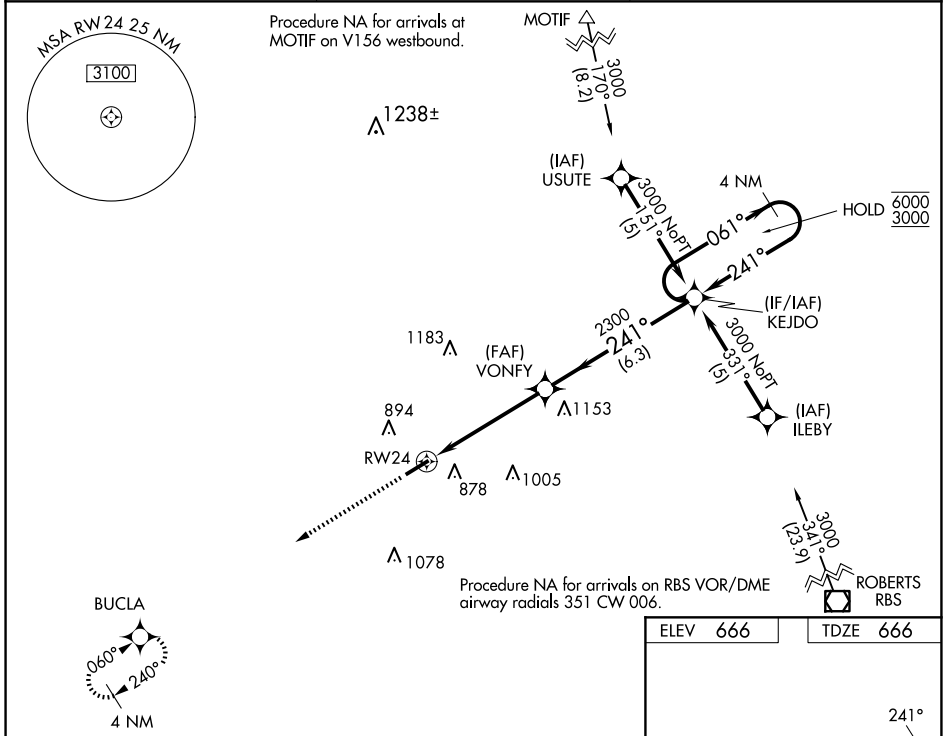 MSA RW 24 25 NM
3100
Procedure NA for arrivals at
MOTIF on V156 westbound.
MOTIF
3000
170°
(8.2)
1238±
(IAF)
USUTE
3000 NoPT
151°
(5)
4 NM
HOLD
6000
3000
061°
241°
(IF/IAF)
KEJDO
2300
241°
(6.3)
3000 NoPT
331°
(5)
1183
(FAF)
VONFY
1153
(IAF)
ILEBY
894
RW24
878
1005
1078
3000
341°
(23.9)
Procedure NA for arrivals on RBS VOR/DME
airway radials 351 CW 006.
ROBERTS
RBS
BUCLA
060°
240°
4 NM
ELEV 666
TDZE 666
241°